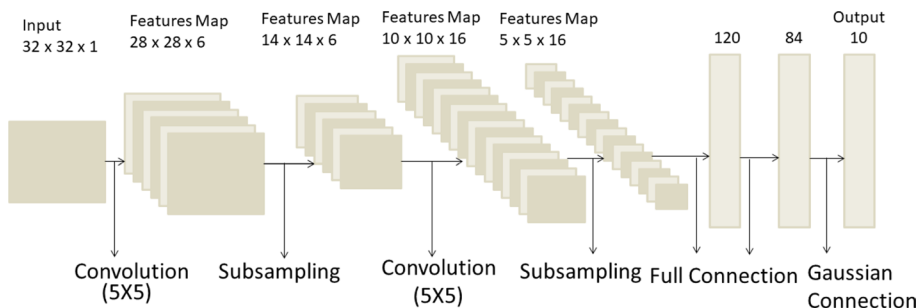 Input
32 x 32 x 1
Features Map
28 x 28 x 6
Features Map
14 x 14 x 6
Features Map
10 x 10 x 16
Features Map
5 x 5 x 16
120
84
Output
10
Convolution
(5X5)
Subsampling
Convolution
(5X5)
Subsampling
Full Connection
Gaussian
Connection